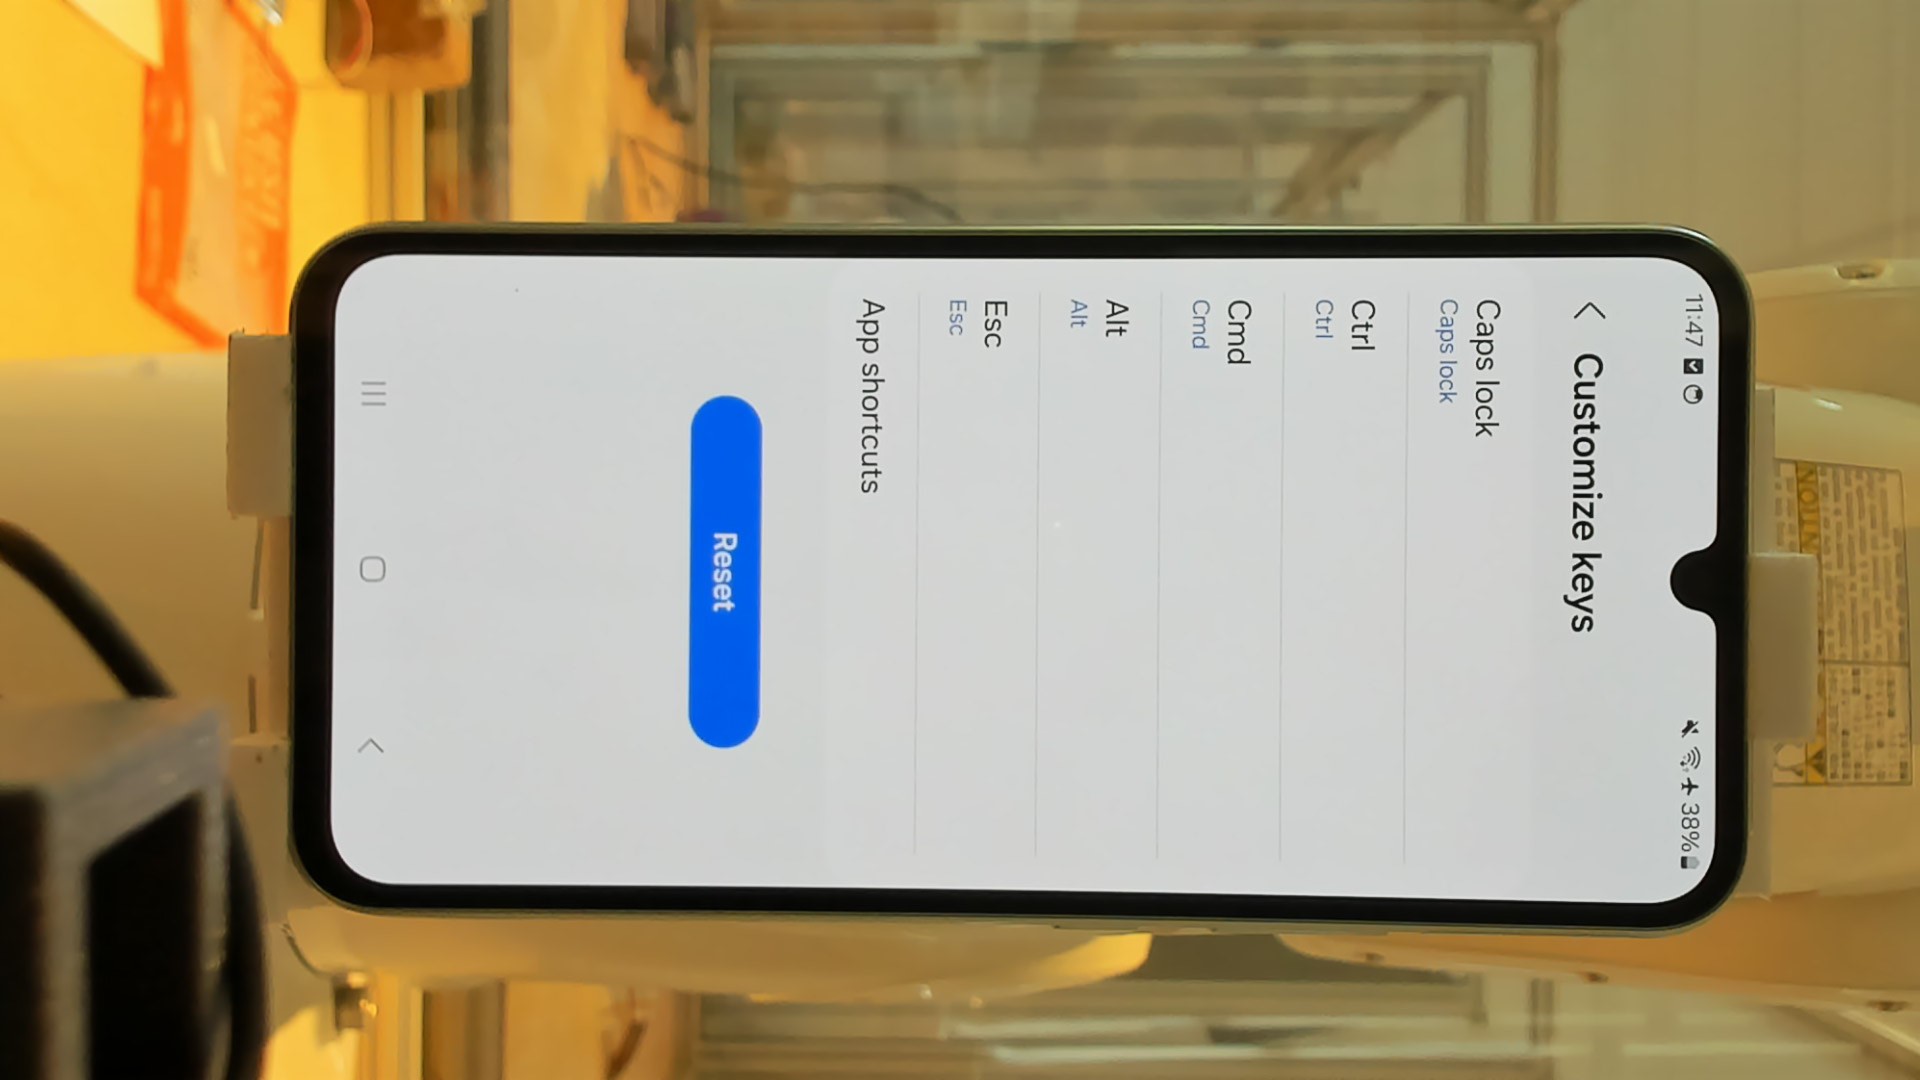 11:47
38%
Customize keys
Caps lock
Caps lock
Ctrl
Ctrl
Cmd
Cmd
Alt
Alt
Esc
Esc
App shortcuts
Reset